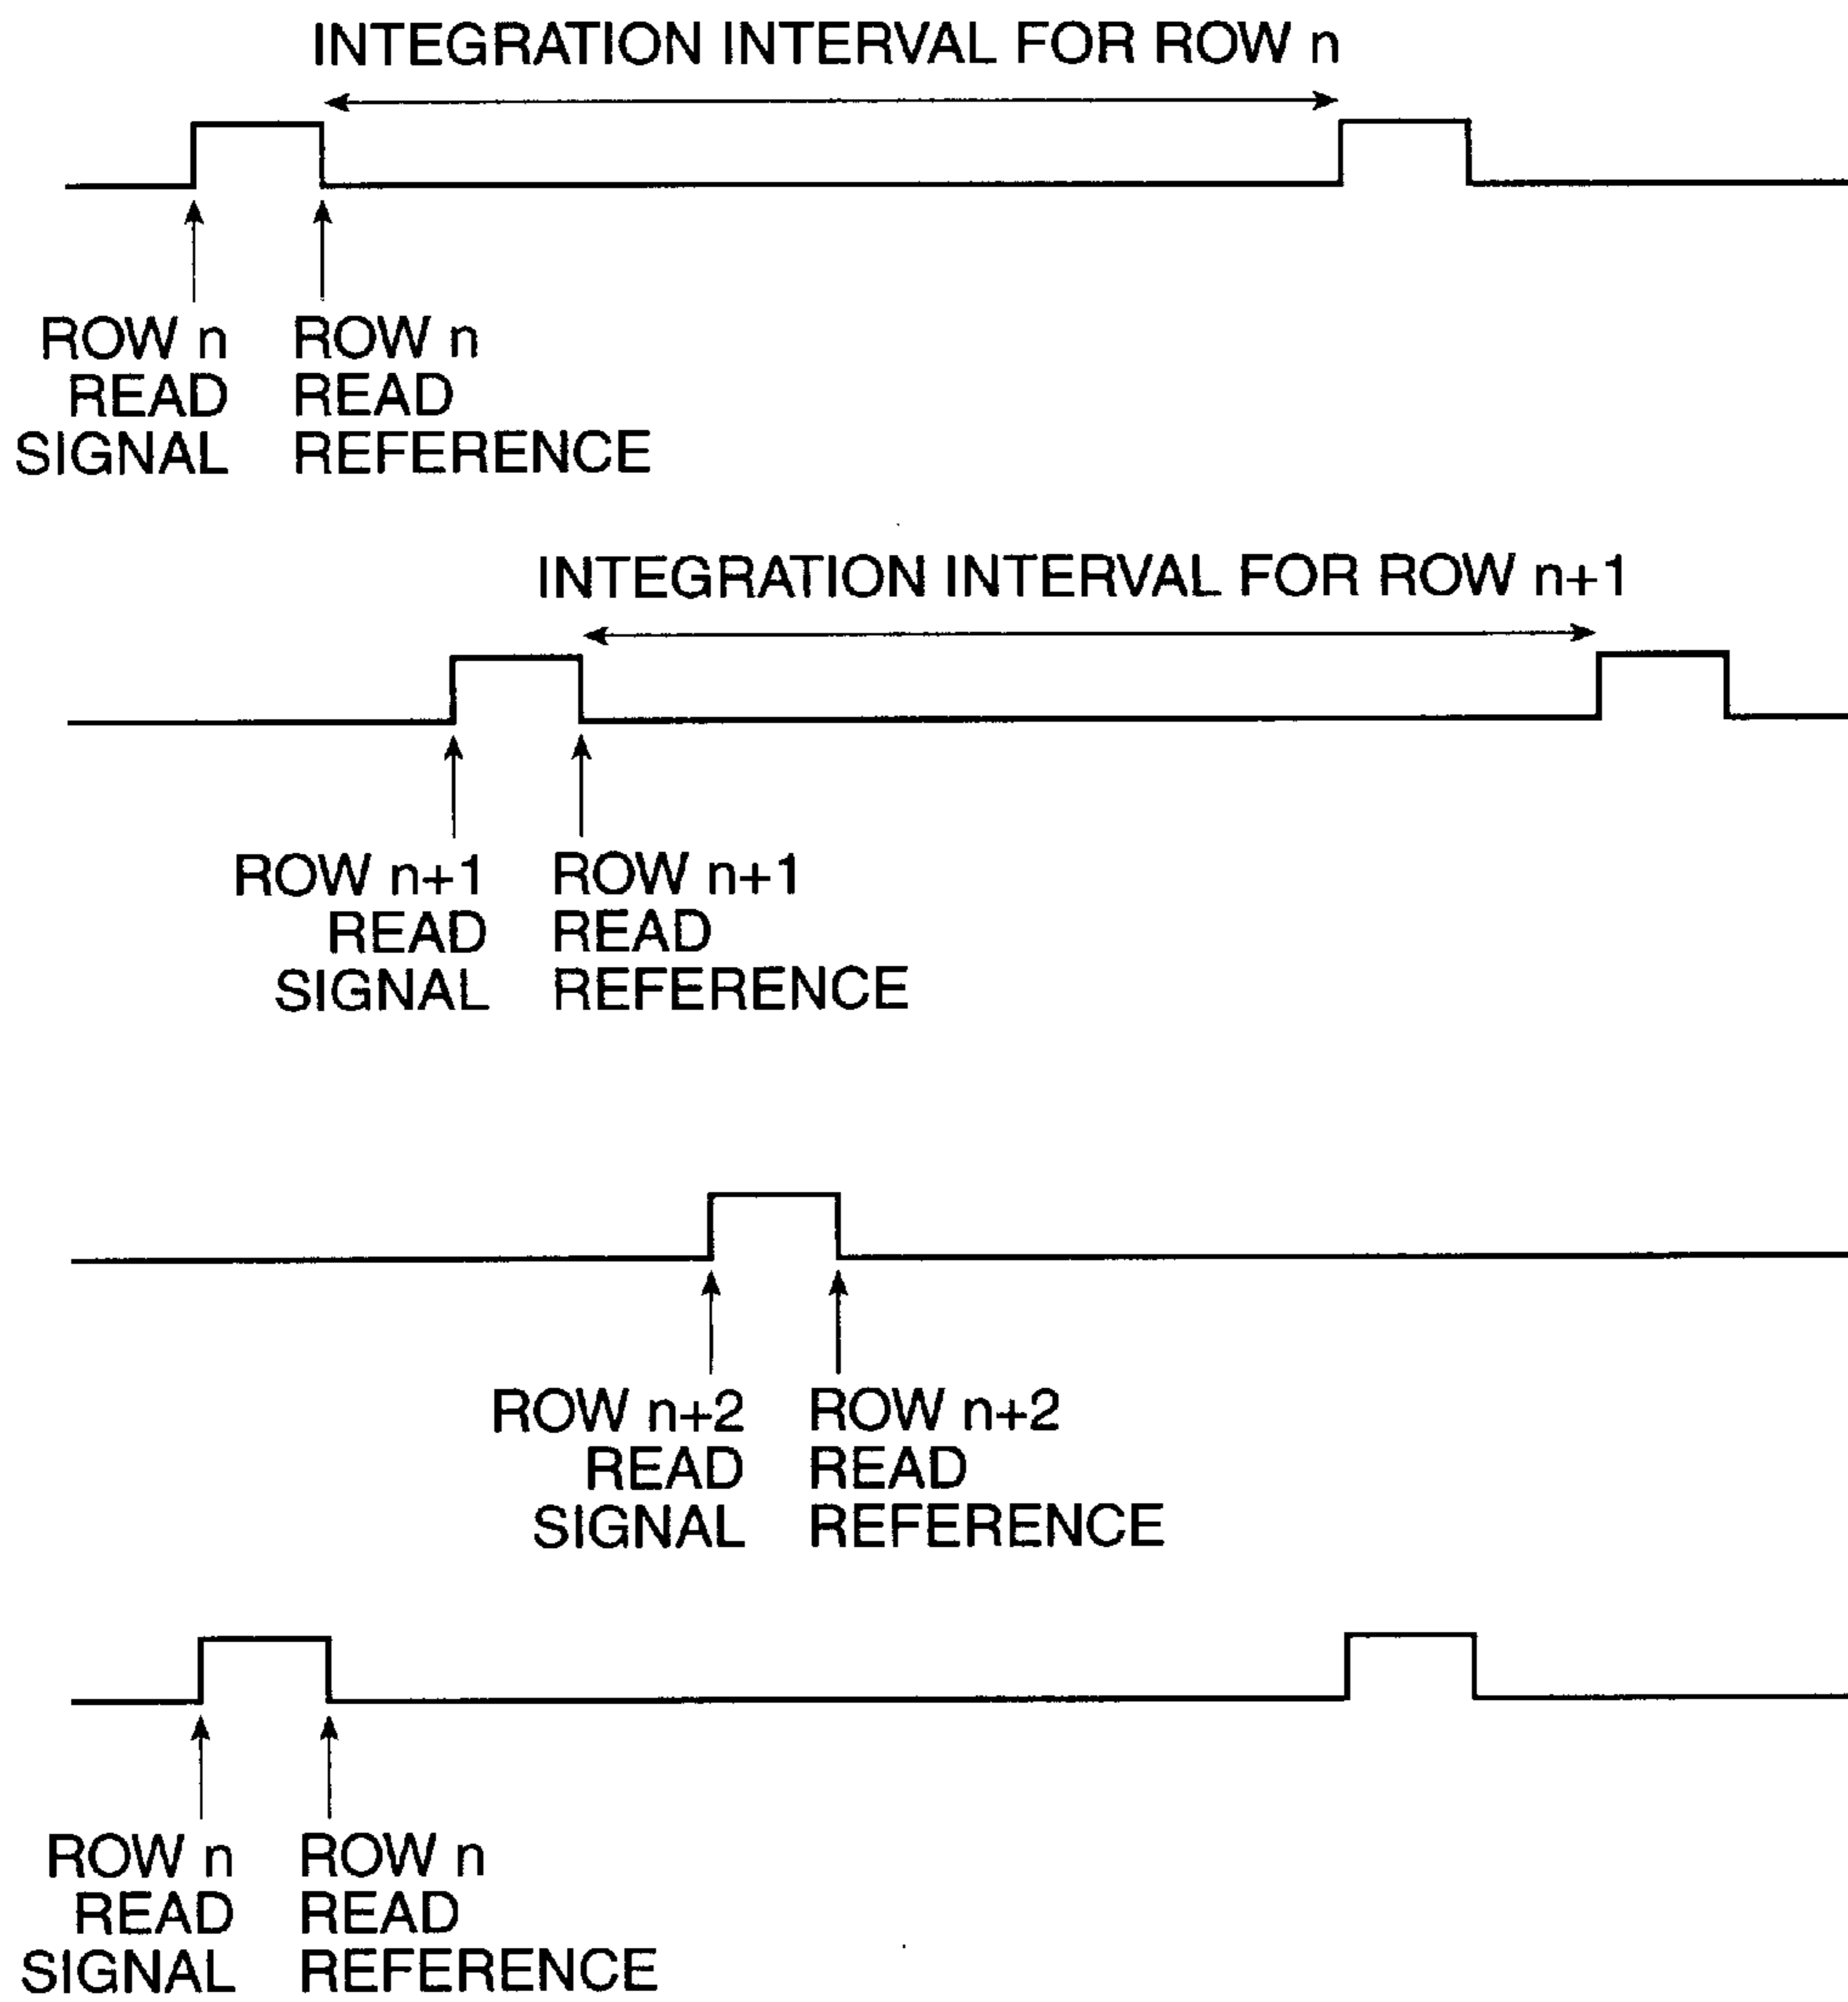 INTEGRATION INTERVAL FOR ROW n
ROW n
READ
SIGNAL
ROW n
READ
REFERENCE
INTEGRATION INTERVAL FOR ROW n+1
ROW n+1
READ
SIGNAL
ROW n+1
READ
REFERENCE
ROW n+2
READ
SIGNAL
ROW n+2
READ
REFERENCE
ROW n
READ
SIGNAL
ROW n
READ
REFERENCE